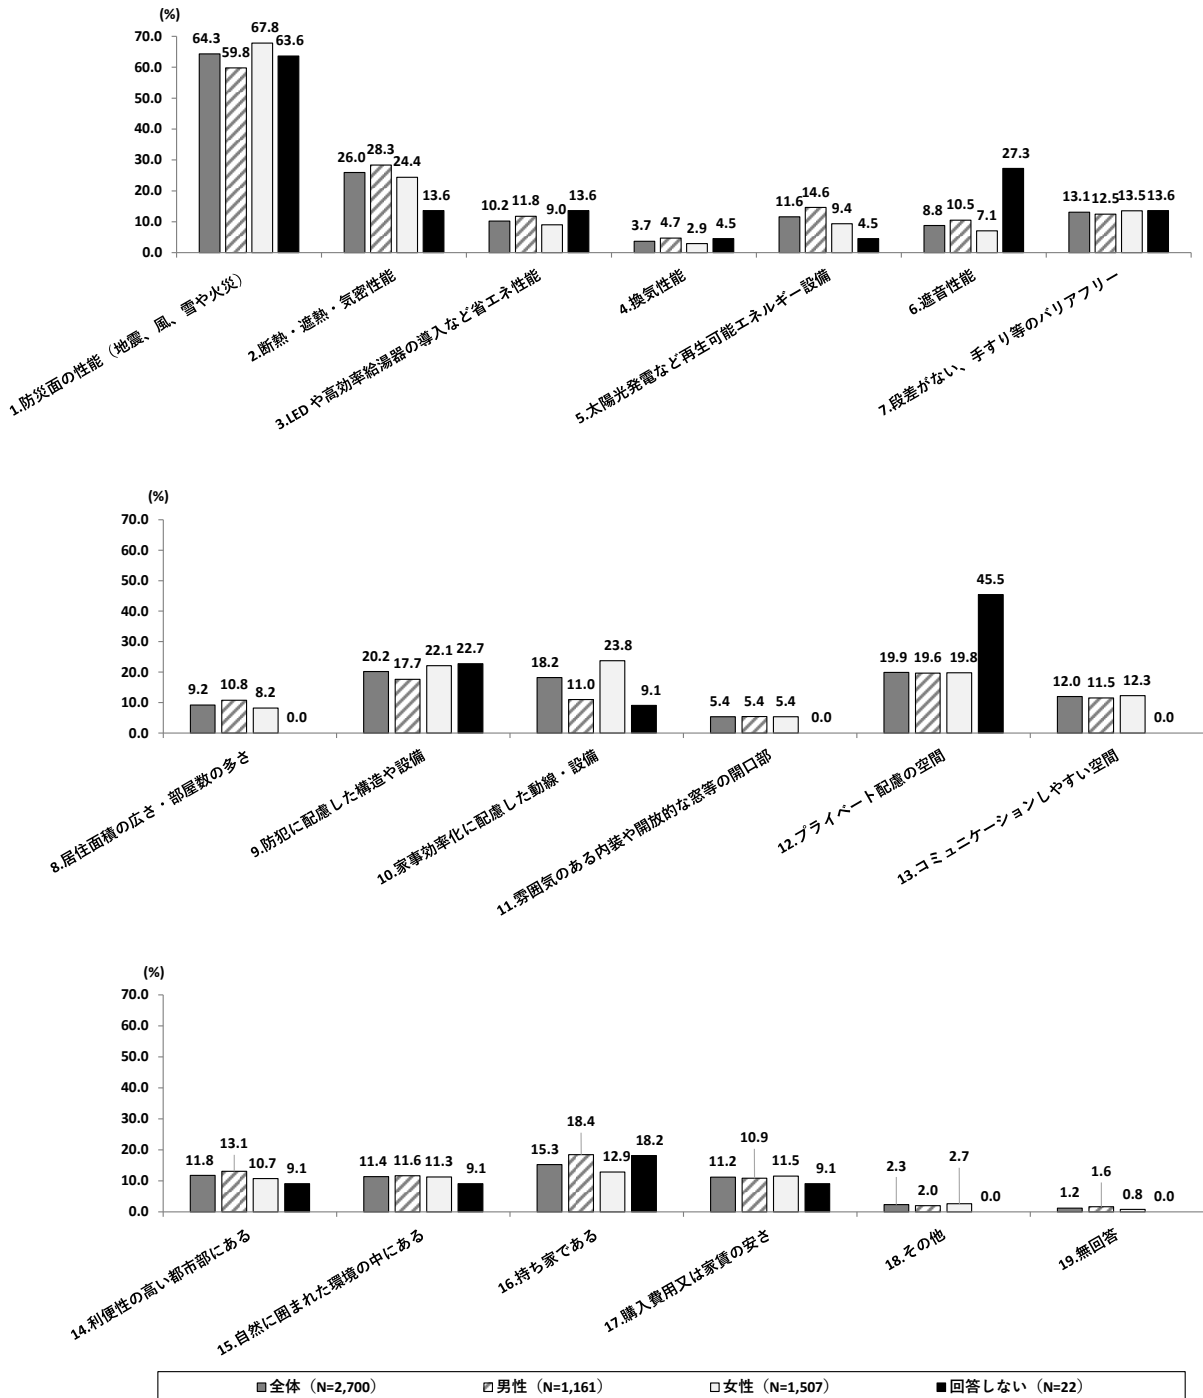 (%)
70.0
60.0
50.0
40.0
30.0
20.0
10.0
0.0
64.3 59.8 67.8 63.6
26.0 28.3 24.4 13.6
10.2 11.8 9.0 13.6
3.7 4.7 2.9 4.5
11.6 14.6 9.4 4.5
8.8 10.5 7.1 27.3
13.1 12.5 13.5 13.6
1.防災面の性能（地震、風、雪や火災）
2.断熱・遮熱・気密性能
3.LEDや高効率給湯器の導入など省エネ性能
4.換気性能
5.太陽光発電など再生可能エネルギー設備
6.遮音性能
7.段差がない、手すり等のバリアフリー
(%)
70.0
60.0
50.0
40.0
30.0
20.0
10.0
0.0
9.2 10.8 8.2 0.0
20.2 17.7 22.1 22.7
18.2 11.0 23.8 9.1
5.4 5.4 5.4 0.0
19.9 19.6 19.8 45.5
12.0 11.5 12.3 0.0
8.居住面積の広さ・部屋数の多さ
9.防犯に配慮した構造や設備
10.家事効率化に配慮した動線・設備
11.雰囲気のある内装や開放的な窓等の開口部
12.プライベート配慮の空間
13.コミュニケーションしやすい空間
(%)
70.0
60.0
50.0
40.0
30.0
20.0
10.0
0.0
11.8 13.1 10.7 9.1
11.4 11.6 11.3 9.1
15.3 18.4 12.9 18.2
11.2 10.9 11.5 9.1
2.3 2.0 2.7 0.0
1.2 1.6 0.8 0.0
14.利便性の高い都市部にある
15.自然に囲まれた環境の中にある
16.持ち家である
17.購入費用又は家賃の安さ
18.その他
19.無回答
全体（N=2,700） 男性（N=1,161） 女性（N=1,507） 回答しない（N=22）